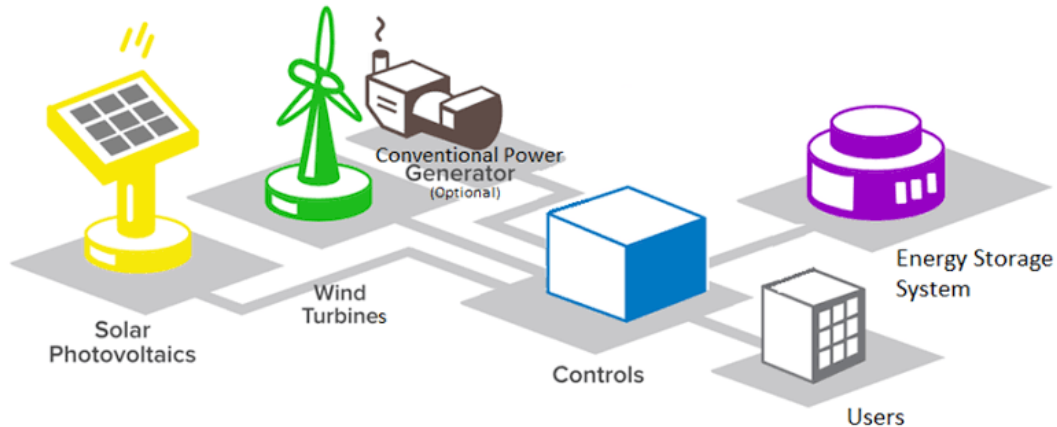 Conventional Power
Generator
(Optional)
Energy Storage
System
Wind
Turbines
Solar
Photovoltaics
Controls
Users